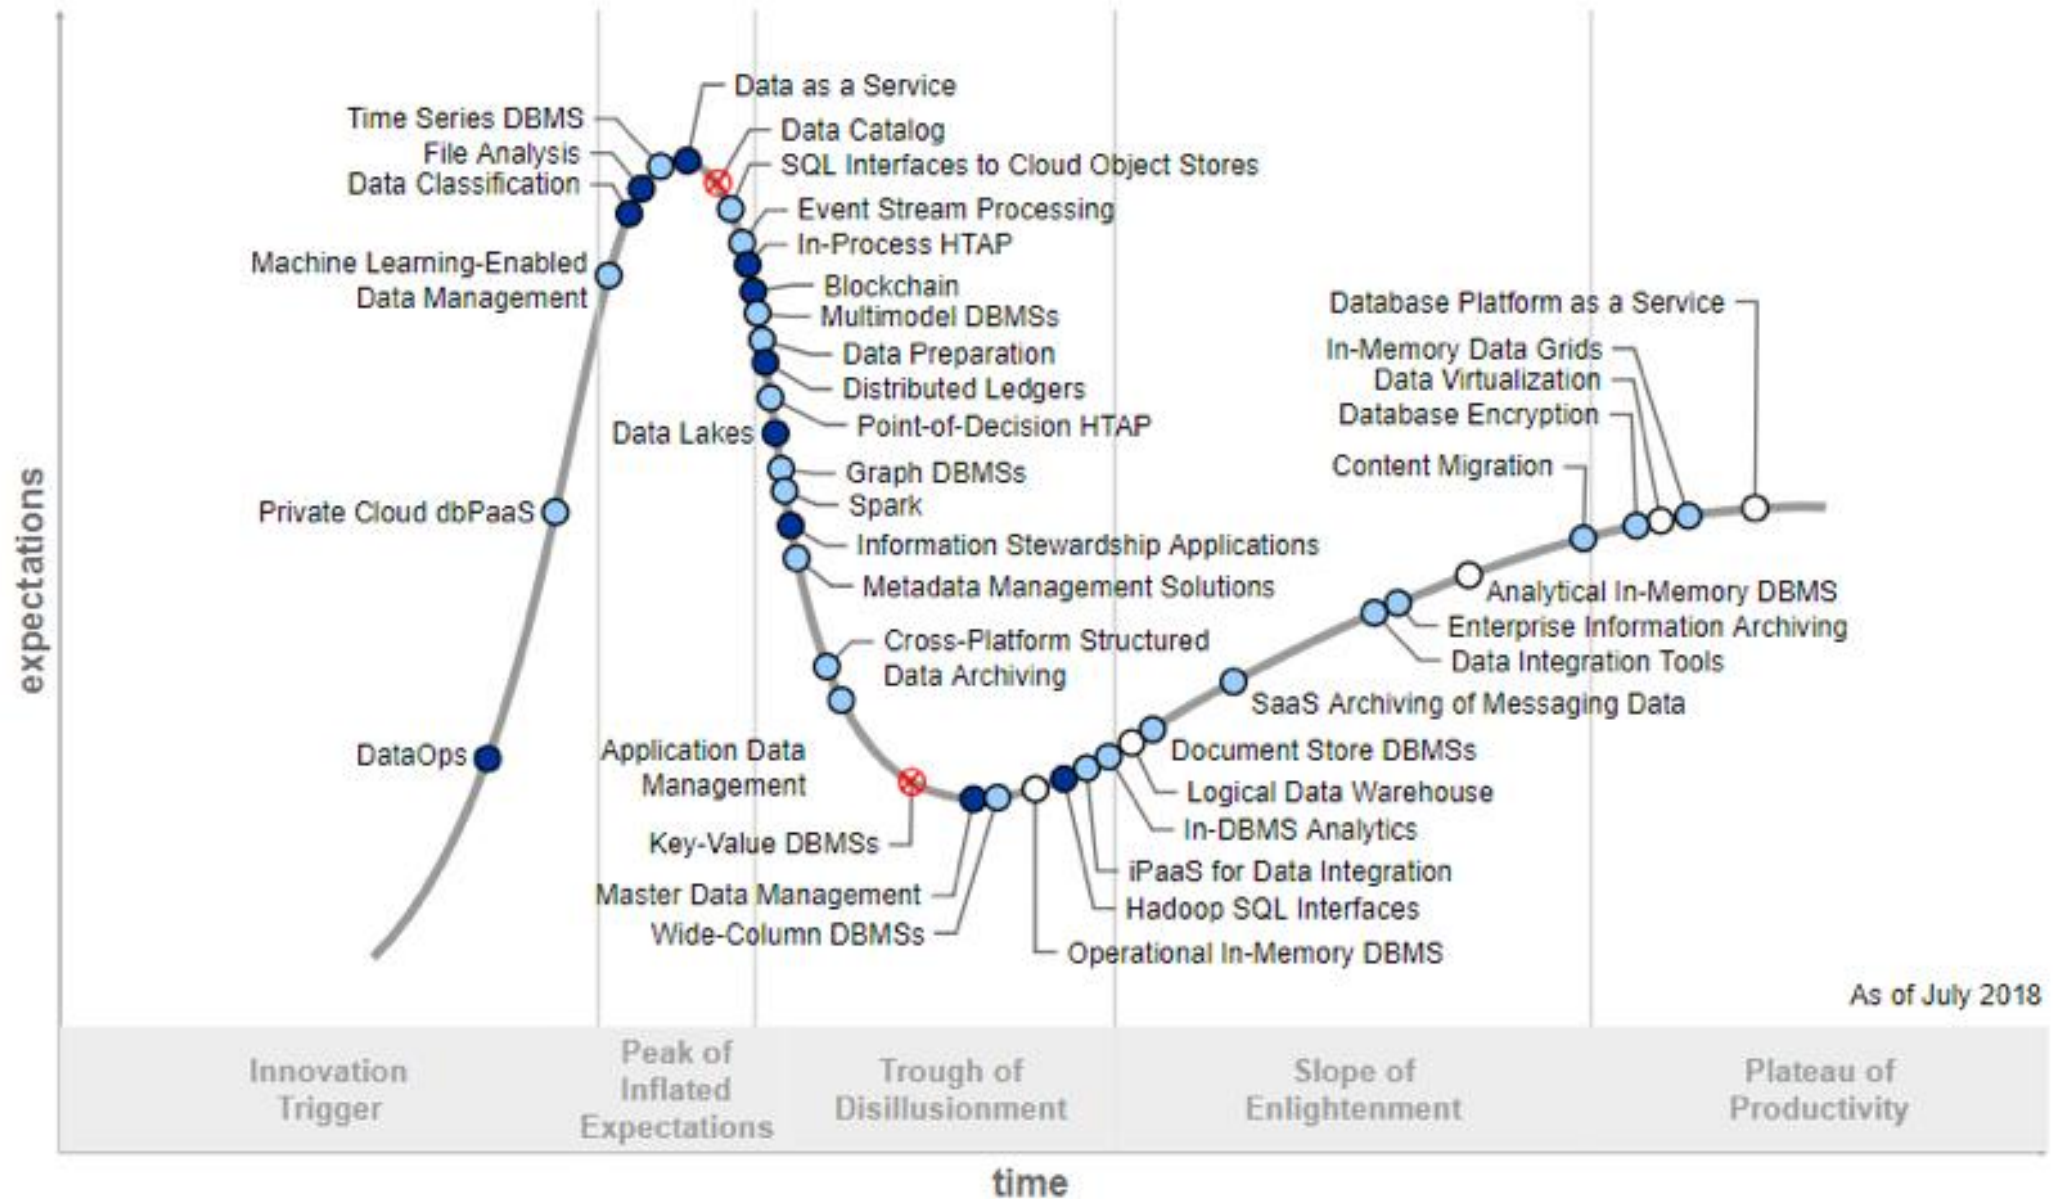 Data as a Service
Time Series DBMS
Data Catalog
File Analysis
SQL Interfaces to Cloud Object Stores
Data Classification
Event Stream Processing
In-Process HTAP
Machine Learning-Enabled
Data Management
Blockchain
Multimodel DBMSs
Data Preparation
Distributed Ledgers
Point-of-Decision HTAP
Data Lakes
Graph DBMSs
Spark
Private Cloud dbPaaS
Information Stewardship Applications
Metadata Management Solutions
Cross-Platform Structured
Data Archiving
DataOps
Application Data
Management
Key-Value DBMSs
Master Data Management
Wide-Column DBMSs
Database Platform as a Service
In-Memory Data Grids
Data Virtualization
Database Encryption
Content Migration
Analytical In-Memory DBMS
Enterprise Information Archiving
Data Integration Tools
SaaS Archiving of Messaging Data
Document Store DBMSs
Logical Data Warehouse
In-DBMS Analytics
iPaaS for Data Integration
Hadoop SQL Interfaces
Operational In-Memory DBMS
As of July 2018
expectations
Innovation
Trigger
Peak of
Inflated
Expectations
Trough of
Disillusionment
Slope of
Enlightenment
Plateau of
Productivity
time